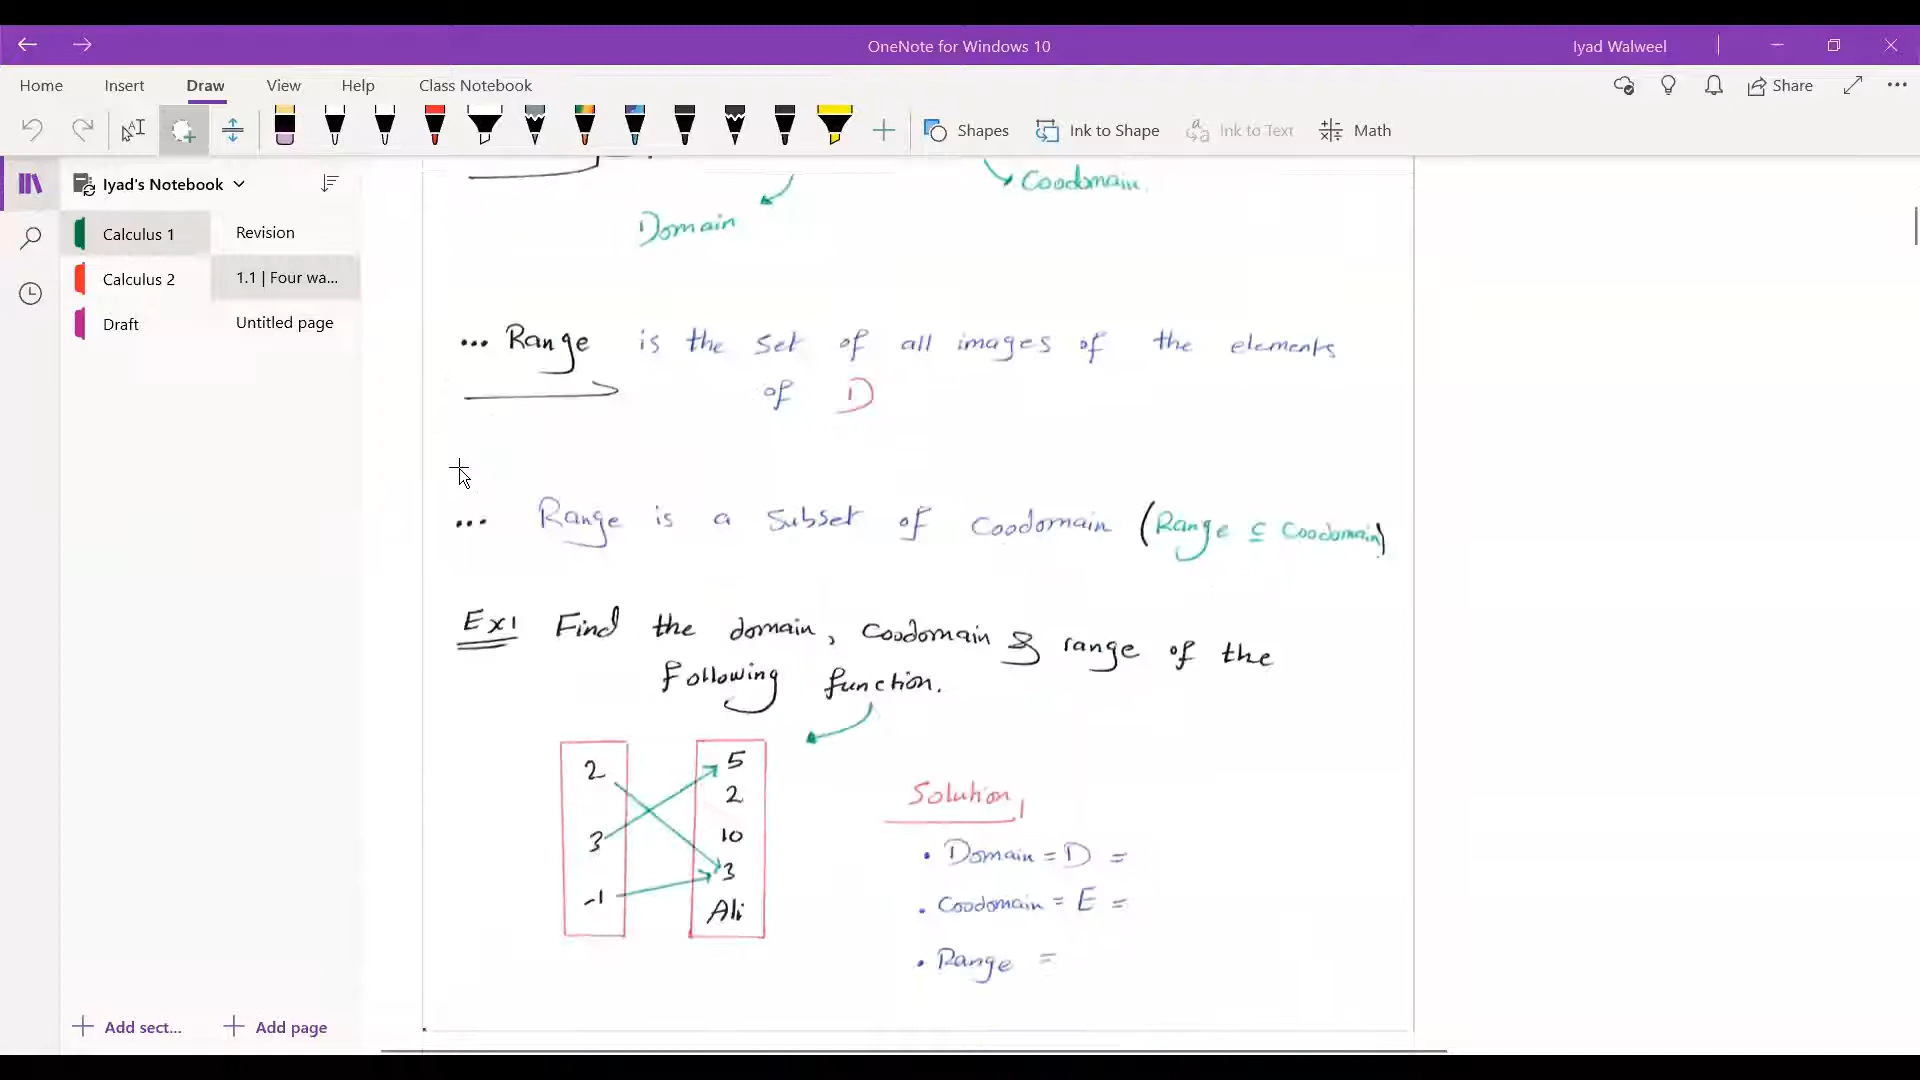 OneNote for Windows 10
Iyad Walweel
Home Insert Draw View Help Class Notebook
Share
Shapes Ink to Shape Ink to Text Math
Iyad's Notebook
Calculus 1
Calculus 2
Draft
Revision
1.1 | Four wa...
Untitled page
Coodomain.
Domain
... Range is the set of all images of the elements
of D
... Range is a subset of Coodomain (Range ⊆ Coodomain)
Ex1 Find the domain, Coodomain & range of the
following function.
2
3
-1
5
2
10
3
Ali
Solution,
• Domain = D =
• Coodomain = E =
• Range =
Add sect...
Add page